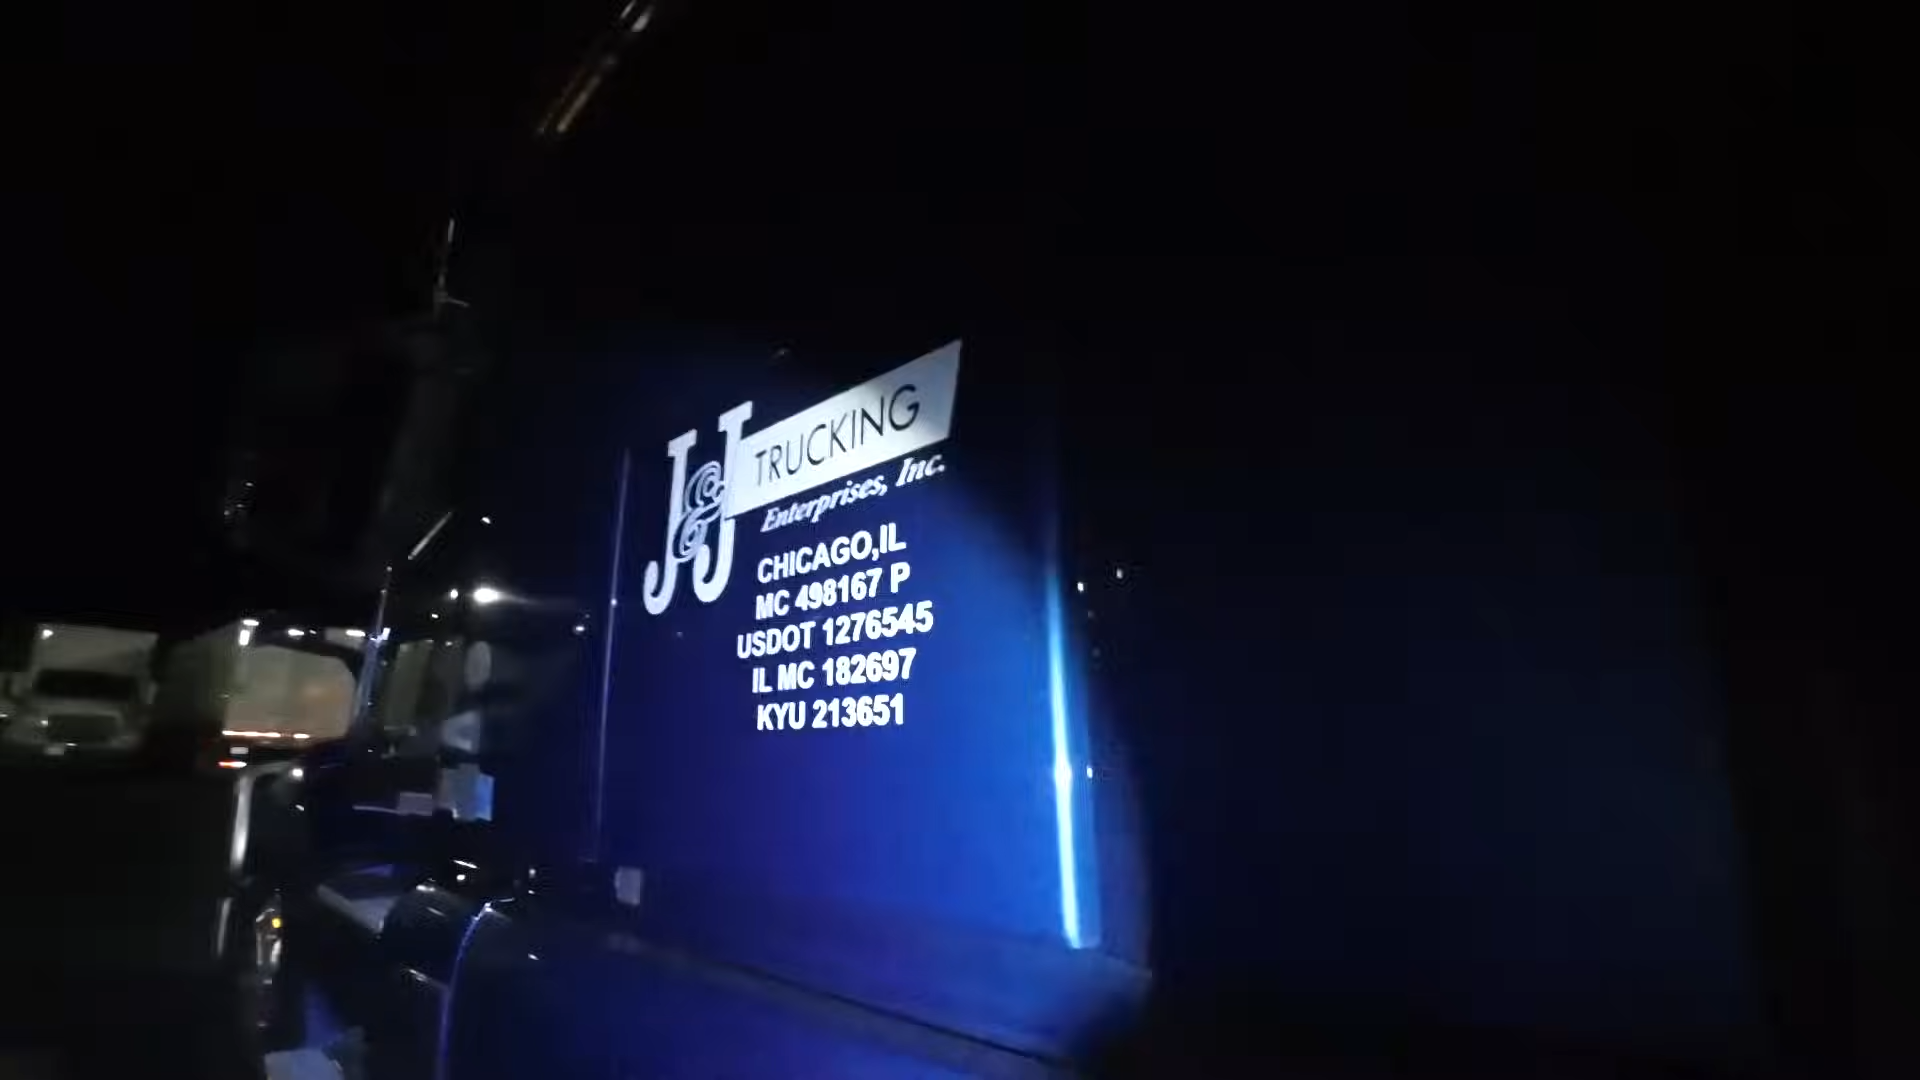 J&J TRUCKING
Enterprises, Inc.
CHICAGO,IL
MC 498167 P
USDOT 1276545
IL MC 182697
KYU 213651